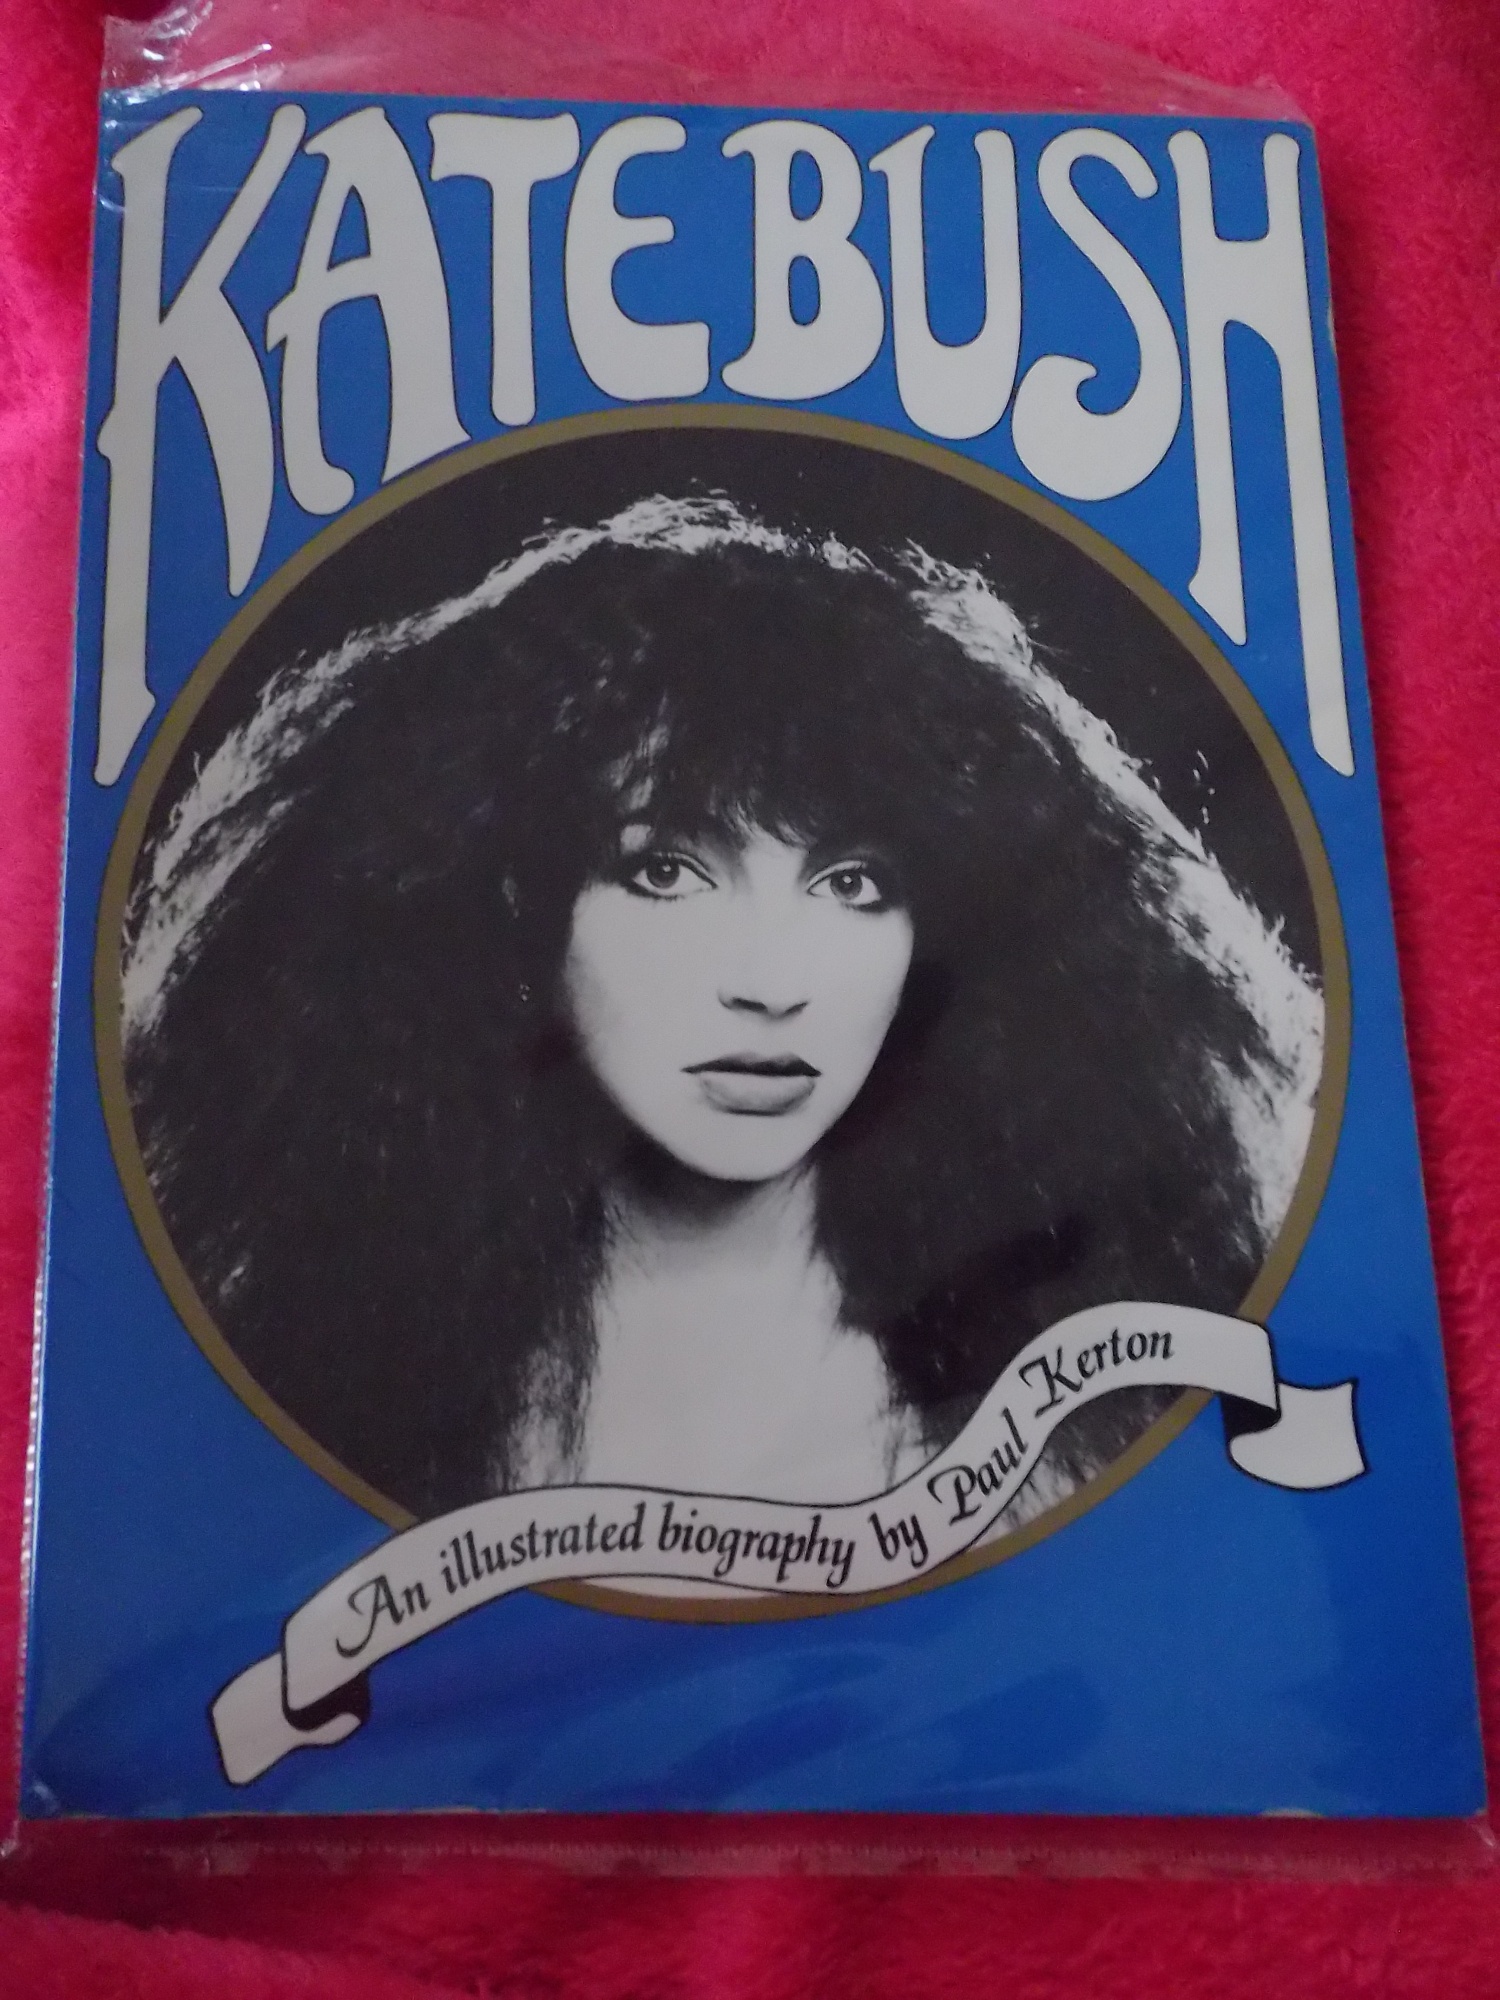 KATE BUSH
An illustrated biography by Paul Kerton